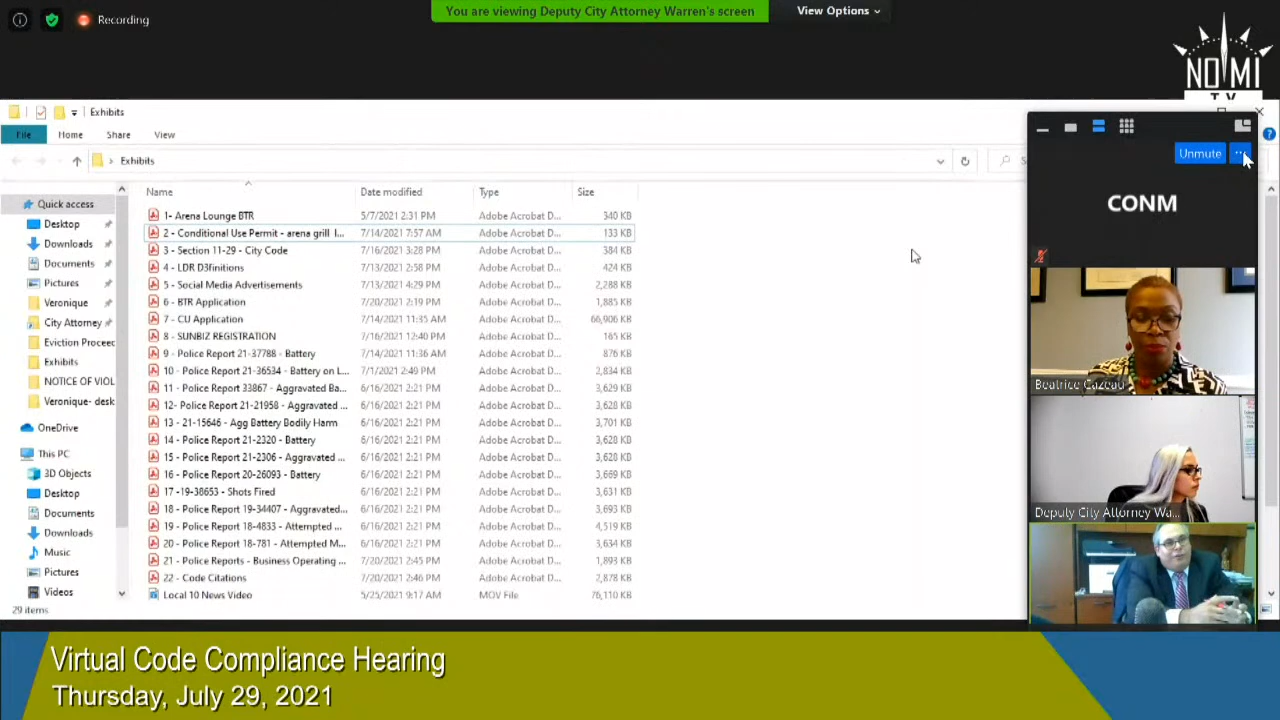 Recording
You are viewing Deputy City Attorney Warren's screen
View Options
NOMI
TV
Exhibits
File
Home
Share
View
Exhibits
Name
Date modified
Type
Size
Quick access
Desktop
Downloads
Documents
Pictures
Veronique
City Attorney
Eviction Proceed
Exhibits
NOTICE OF VIOL
Veronique- desk
OneDrive
This PC
3D Objects
Desktop
Documents
Downloads
Music
Pictures
Videos
29 items
1- Arena Lounge BTR 5/7/2021 2:31 PM Adobe Acrobat D... 340 KB
2 - Conditional Use Permit - arena grill l... 7/14/2021 7:57 AM Adobe Acrobat D... 133 KB
3 - Section 11-29 - City Code 7/16/2021 3:28 PM Adobe Acrobat D... 384 KB
4 - LDR D3finitions 7/13/2021 2:58 PM Adobe Acrobat D... 424 KB
5 - Social Media Advertisements 7/13/2021 4:29 PM Adobe Acrobat D... 2,288 KB
6 - BTR Application 7/20/2021 2:19 PM Adobe Acrobat D... 1,885 KB
7 - CU Application 7/14/2021 11:35 AM Adobe Acrobat D... 66,906 KB
8 - SUNBIZ REGISTRATION 7/16/2021 12:40 PM Adobe Acrobat D... 165 KB
9 - Police Report 21-37788 - Battery 7/14/2021 11:36 AM Adobe Acrobat D... 876 KB
10 - Police Report 21-36534 - Battery on L... 7/1/2021 2:49 PM Adobe Acrobat D... 2,834 KB
11 - Police Report 33867 - Aggravated Ba... 6/16/2021 2:21 PM Adobe Acrobat D... 3,629 KB
12- Police Report 21-21958 - Aggravated ... 6/16/2021 2:21 PM Adobe Acrobat D... 3,628 KB
13 - 21-15646 - Agg Battery Bodily Harm 6/16/2021 2:21 PM Adobe Acrobat D... 3,701 KB
14 - Police Report 21-2320 - Battery 6/16/2021 2:21 PM Adobe Acrobat D... 3,628 KB
15 - Police Report 21-2306 - Aggravated ... 6/16/2021 2:21 PM Adobe Acrobat D... 3,628 KB
16 - Police Report 20-26093 - Battery 6/16/2021 2:21 PM Adobe Acrobat D... 3,669 KB
17 -19-38653 - Shots Fired 6/16/2021 2:21 PM Adobe Acrobat D... 3,631 KB
18 - Police Report 19-34407 - Aggravated... 6/16/2021 2:21 PM Adobe Acrobat D... 3,693 KB
19 - Police Report 18-4833 - Attempted ... 6/16/2021 2:21 PM Adobe Acrobat D... 4,519 KB
20 - Police Report 18-781 - Attempted M... 6/16/2021 2:21 PM Adobe Acrobat D... 3,634 KB
21 - Police Reports - Business Operating ... 7/20/2021 2:45 PM Adobe Acrobat D... 1,893 KB
22 - Code Citations 7/20/2021 2:46 PM Adobe Acrobat D... 2,878 KB
Local 10 News Video 5/25/2021 9:17 AM MOV File 76,110 KB
Unmute
CONM
Beatrice Cazeau
Deputy City Attorney Wa...
Virtual Code Compliance Hearing
Thursday, July 29, 2021